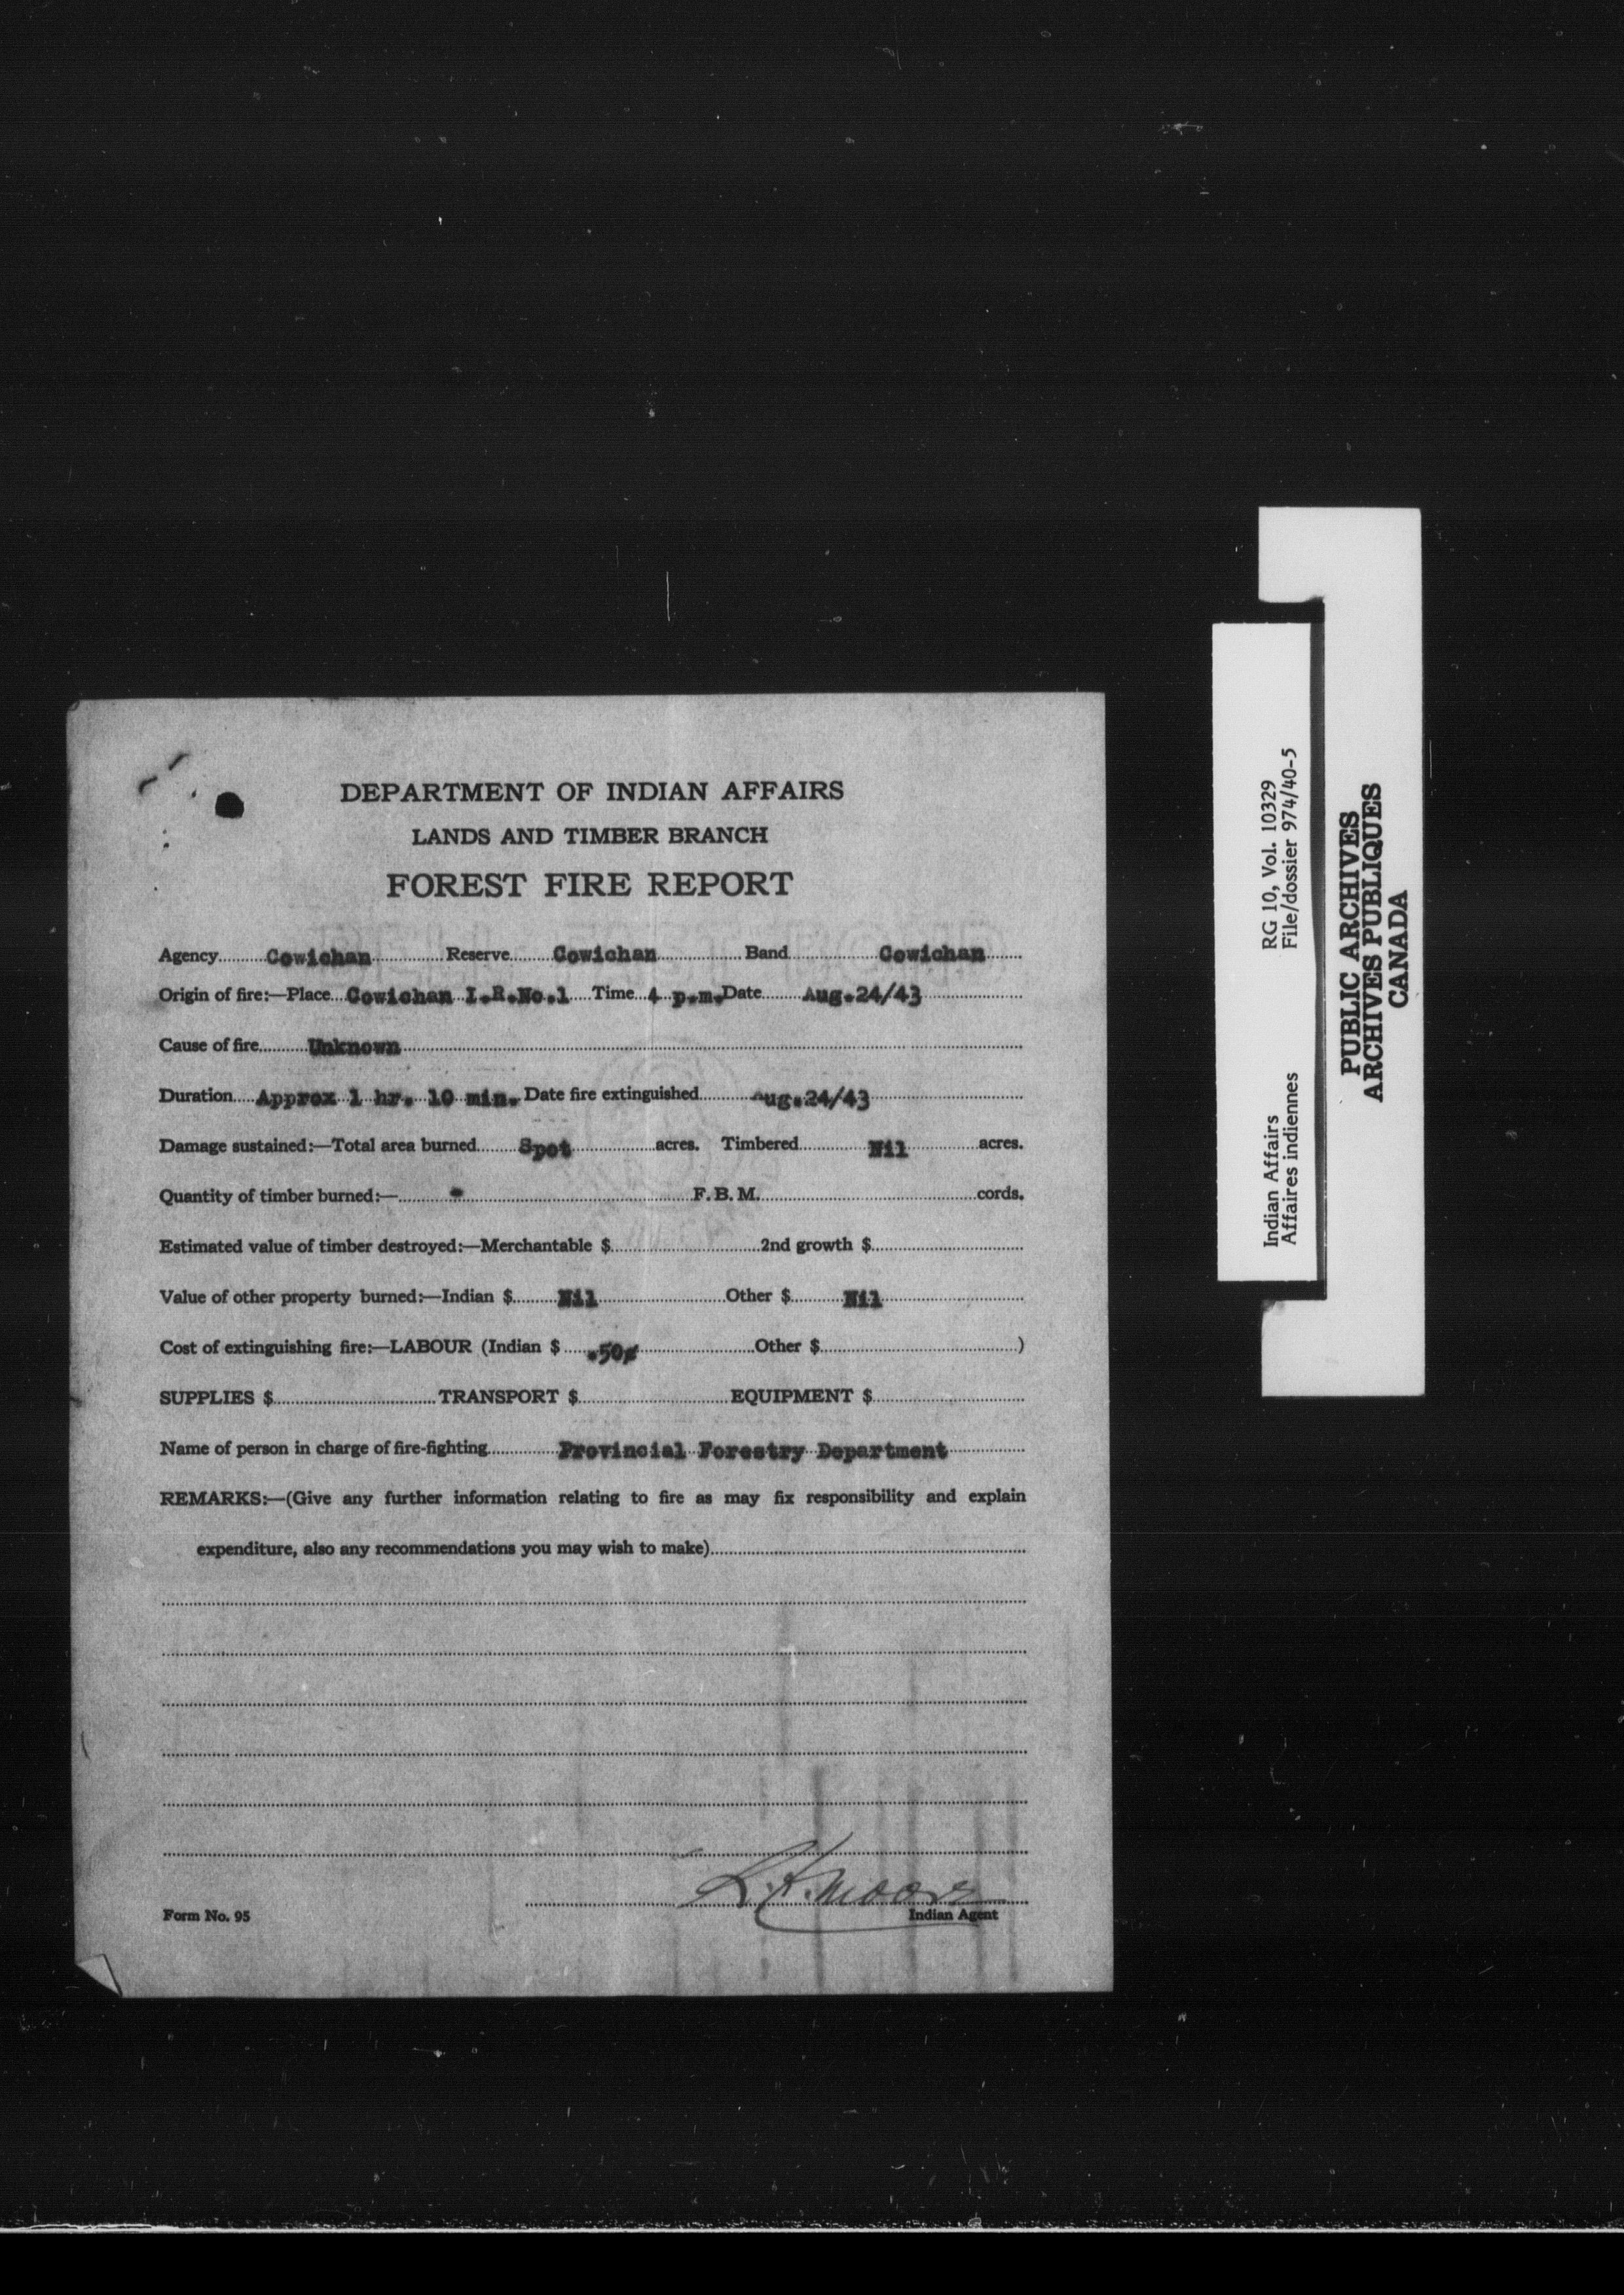 DEPARTMENT OF INDIAN AFFAIRS
LANDS AND TIMBER BRANCH
FOREST FIRE REPORT
Agency Cowichan Reserve Cowichan Band Cowichan
Origin of fire:—Place Cowichan I.R.No.1 Time 4 p.m. Date Aug.24/43
Cause of fire Unknown
Duration Approx 1 hr. 10 min. Date fire extinguished Aug.24/43
Damage sustained:—Total area burned Spot acres. Timbered Nil acres.
Quantity of timber burned:— - F. B. M. cords.
Estimated value of timber destroyed:—Merchantable $ 2nd growth $
Value of other property burned:—Indian $ Nil Other $ Nil
Cost of extinguishing fire:—LABOUR (Indian $ .50¢ Other $ )
SUPPLIES $ TRANSPORT $ EQUIPMENT $
Name of person in charge of fire-fighting Provincial Forestry Department
REMARKS:—(Give any further information relating to fire as may fix responsibility and explain
expenditure, also any recommendations you may wish to make)
R.H. Moore
Form No. 95 Indian Agent
Indian Affairs RG 10, Vol. 10329
Affaires indiennes File/dossier 974/40-5
PUBLIC ARCHIVES
ARCHIVES PUBLIQUES
CANADA